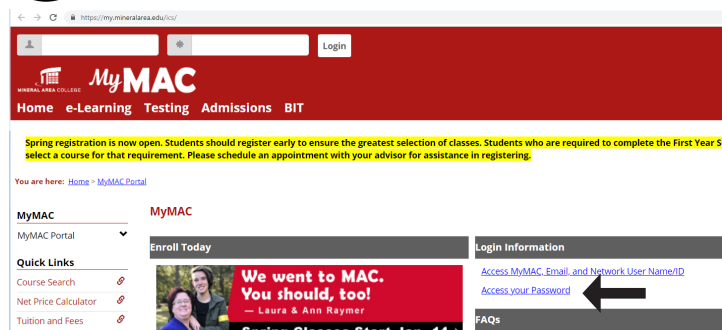 https://my.mineralarea.edu/ics/
Login
MINERAL AREA COLLEGE
MyMAC
Home e-Learning Testing Admissions BIT
Spring registration is now open. Students should register early to ensure the greatest selection of classes. Students who are required to complete the First Year S
select a course for that requirement. Please schedule an appointment with your advisor for assistance in registering.
You are here: Home > MyMAC Portal
MyMAC
MyMAC Portal
Quick Links
Course Search
Net Price Calculator
Tuition and Fees
MyMAC
Enroll Today
We went to MAC.
You should, too!
— Laura & Ann Raymer
Spring Classes Start Jan. 14
Login Information
Access MyMAC, Email, and Network User Name/ID
Access your Password
FAQs